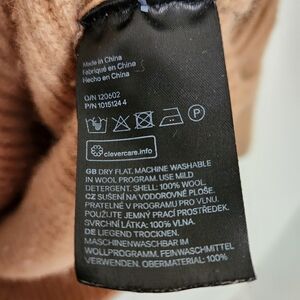 Made in China
Fabriqué en Chine
Hecho en China
LVN 120602
P/N 1015124 4
P
clevercare.info
GB DRY FLAT, MACHINE WASHABLE
IN WOOL PROGRAM. USE MILD
DETERGENT. SHELL: 100% WOOL.
CZ SUŠENÍ NA VODOROVNÉ PLOŠE.
PRATELNÉ V PROGRAMU PRO VLNU.
POUŽIJTE JEMNÝ PRACÍ PROSTŘEDEK.
SVRCHNÍ LÁTKA: 100% VLNA.
DE LIEGEND TROCKNEN.
MASCHINENWASCHBAR IM
WOLLPROGRAMM. FEINWASCHMITTEL
VERWENDEN. OBERMATERIAL: 100%